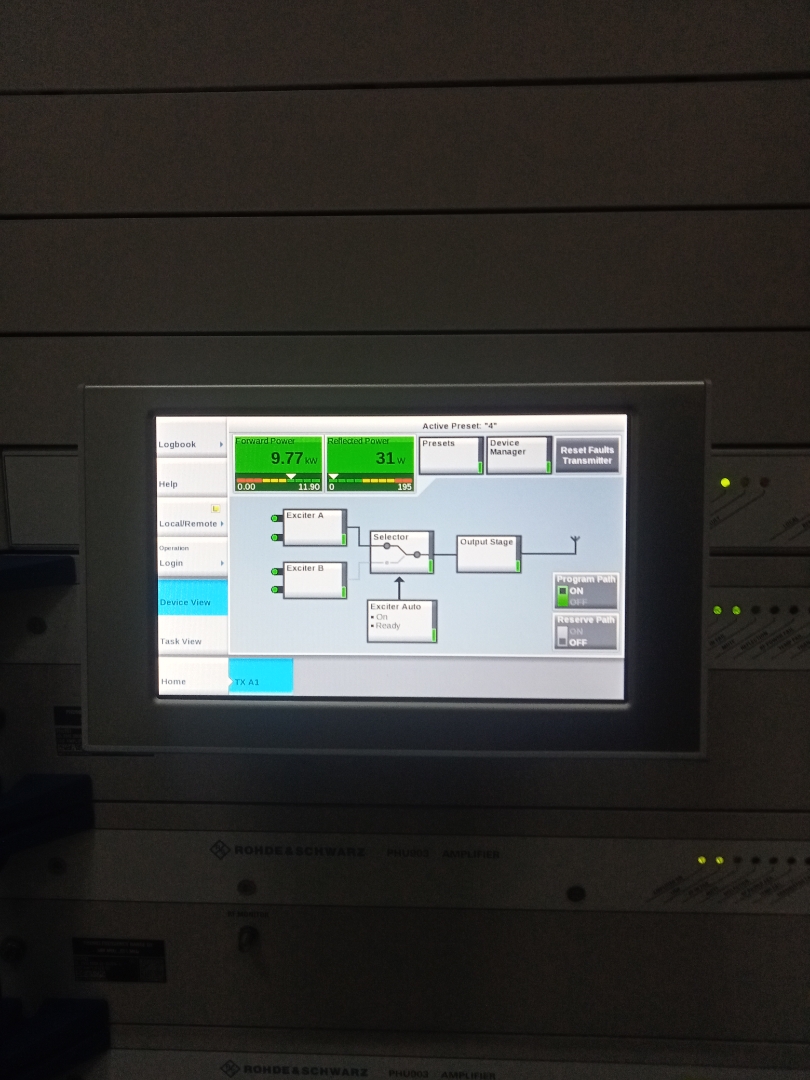 Active Preset: "4"
Logbook
Help
Local/Remote
Operation
Login
Device View
Task View
Home
TX A1
Forward Power
9.77 kW
0.00 11.90
Reflected Power
31 W
0 195
Presets
Device
Manager
Reset Faults
Transmitter
Exciter A
Exciter B
Selector
Output Stage
Exciter Auto
▪ On
▪ Ready
Program Path
ON
OFF
Reserve Path
ON
OFF
ROHDE&SCHWARZ AMPLIFIER
ROHDE&SCHWARZ AMPLIFIER